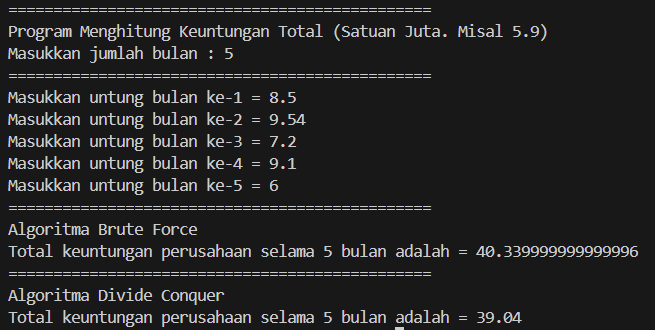 ===============================================
Program Menghitung Keuntungan Total (Satuan Juta. Misal 5.9)
Masukkan jumlah bulan : 5
===============================================
Masukkan untung bulan ke-1 = 8.5
Masukkan untung bulan ke-2 = 9.54
Masukkan untung bulan ke-3 = 7.2
Masukkan untung bulan ke-4 = 9.1
Masukkan untung bulan ke-5 = 6
===============================================
Algoritma Brute Force
Total keuntungan perusahaan selama 5 bulan adalah = 40.339999999999996
===============================================
Algoritma Divide Conquer
Total keuntungan perusahaan selama 5 bulan adalah = 39.04